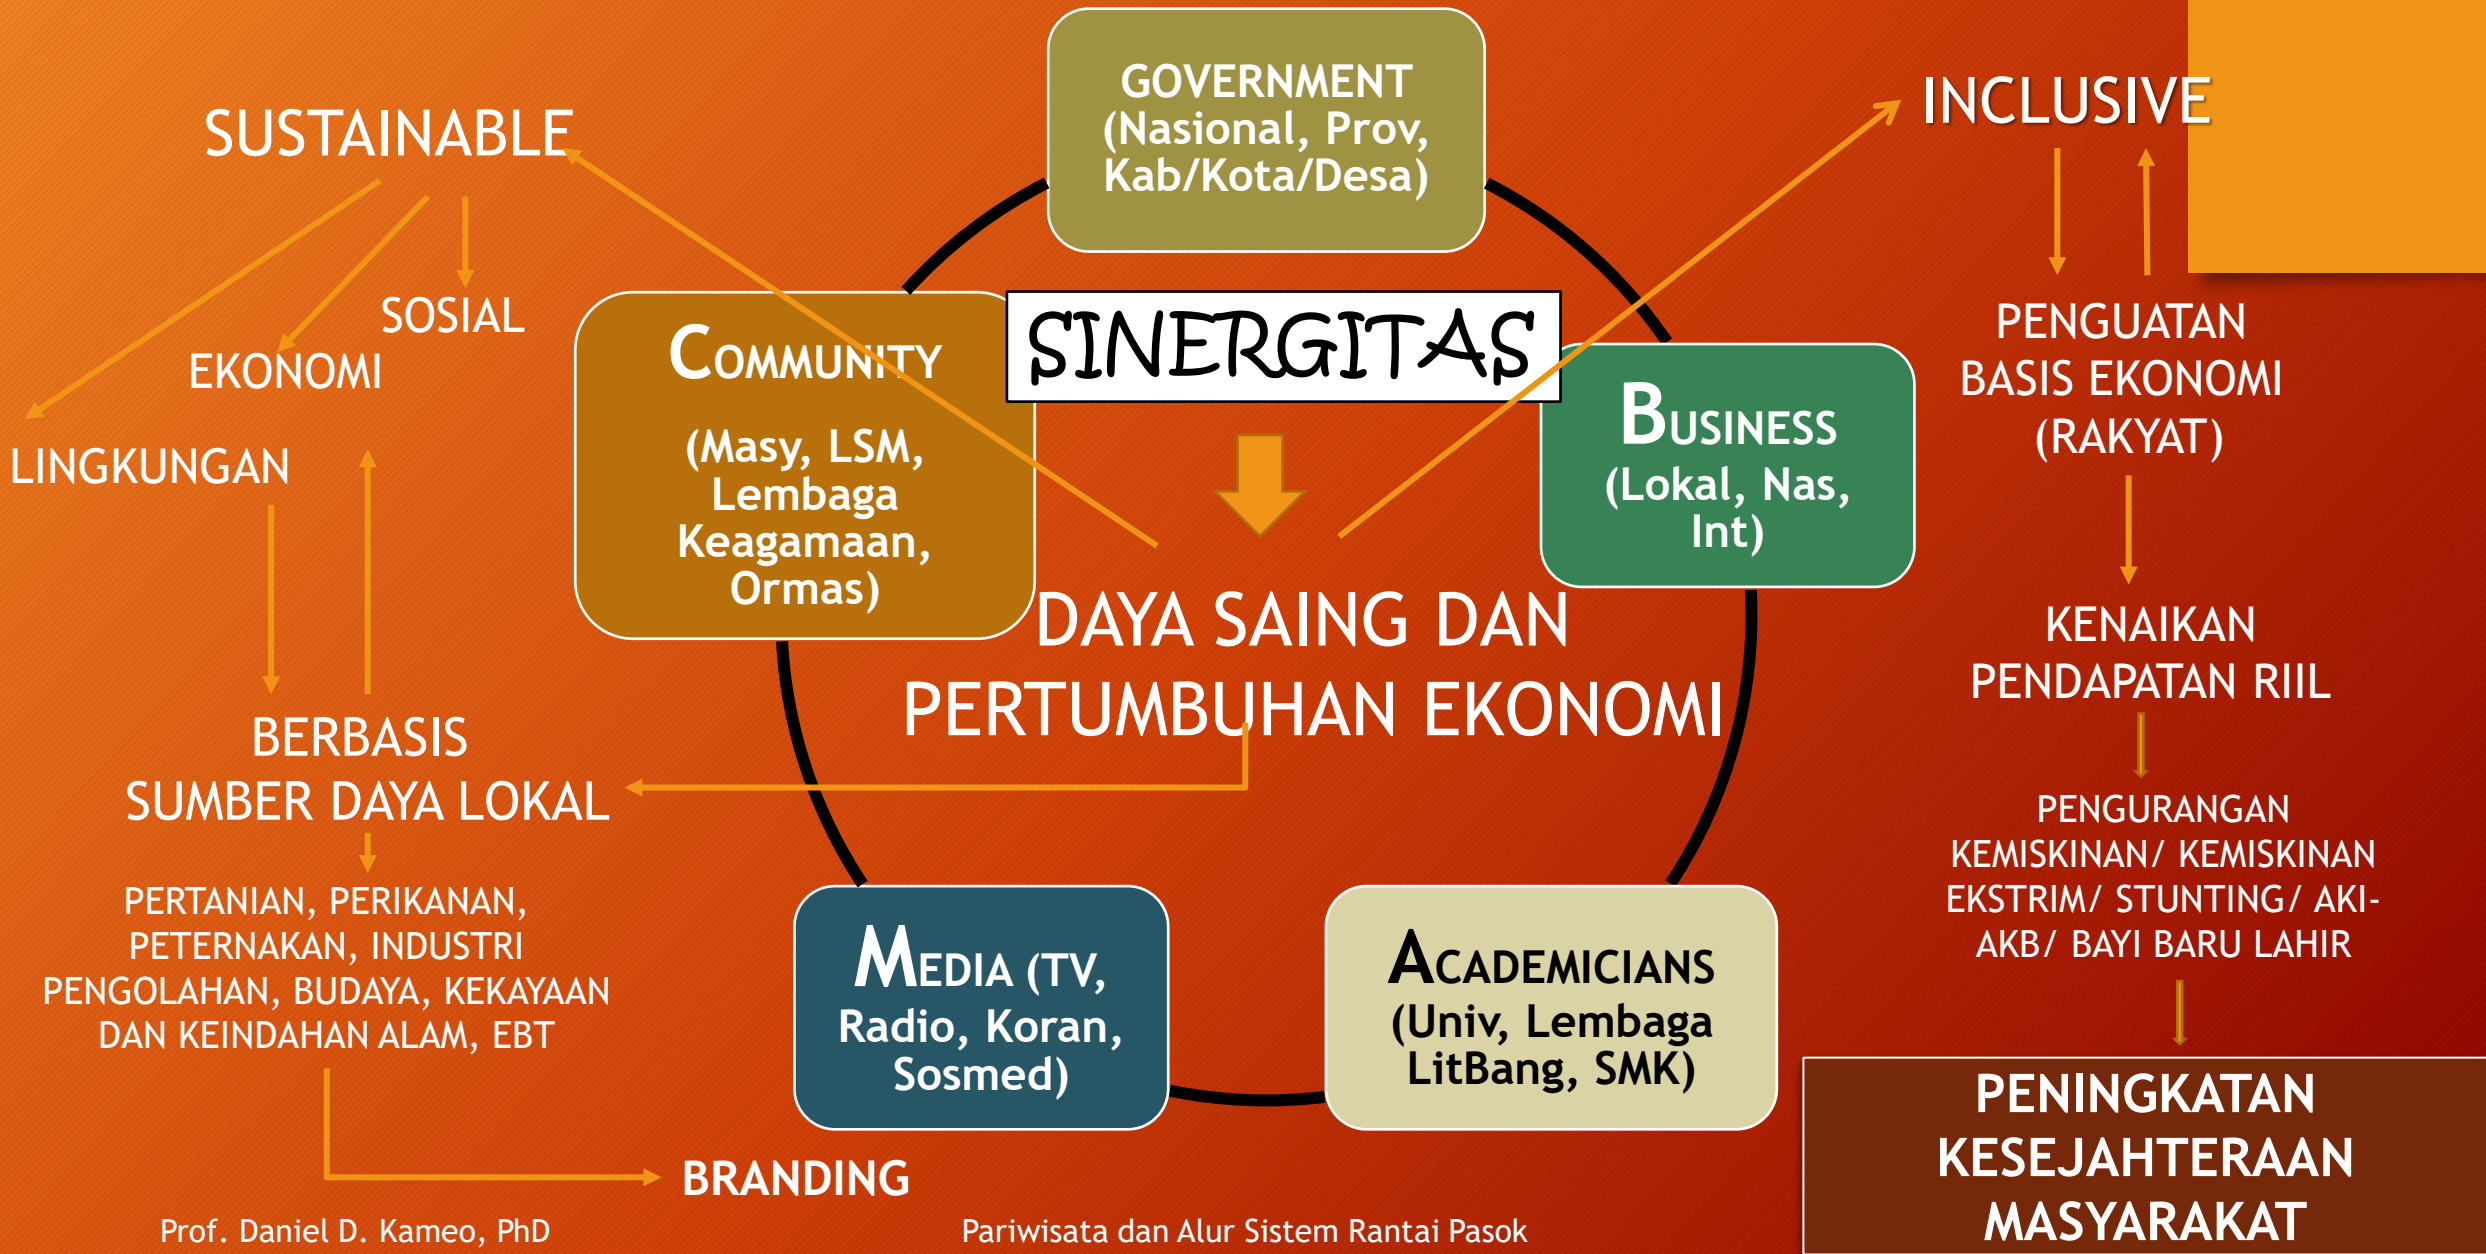 GOVERNMENT
(Nasional, Prov,
Kab/Kota/Desa)
SUSTAINABLE
SOSIAL
EKONOMI
LINGKUNGAN
BERBASIS
SUMBER DAYA LOKAL
PERTANIAN, PERIKANAN,
PETERNAKAN, INDUSTRI
PENGOLAHAN, BUDAYA, KEKAYAAN
DAN KEINDAHAN ALAM, EBT
BRANDING
COMMUNITY
(Masy, LSM,
Lembaga
Keagamaan,
Ormas)
SINERGITAS
BUSINESS
(Lokal, Nas,
Int)
DAYA SAING DAN
PERTUMBUHAN EKONOMI
MEDIA (TV,
Radio, Koran,
Sosmed)
ACADEMICIANS
(Univ, Lembaga
LitBang, SMK)
INCLUSIVE
PENGUATAN
BASIS EKONOMI
(RAKYAT)
KENAIKAN
PENDAPATAN RIIL
PENGURANGAN
KEMISKINAN/ KEMISKINAN
EKSTRIM/ STUNTING/ AKI-
AKB/ BAYI BARU LAHIR
PENINGKATAN
KESEJAHTERAAN
MASYARAKAT
Prof. Daniel D. Kameo, PhD
Pariwisata dan Alur Sistem Rantai Pasok